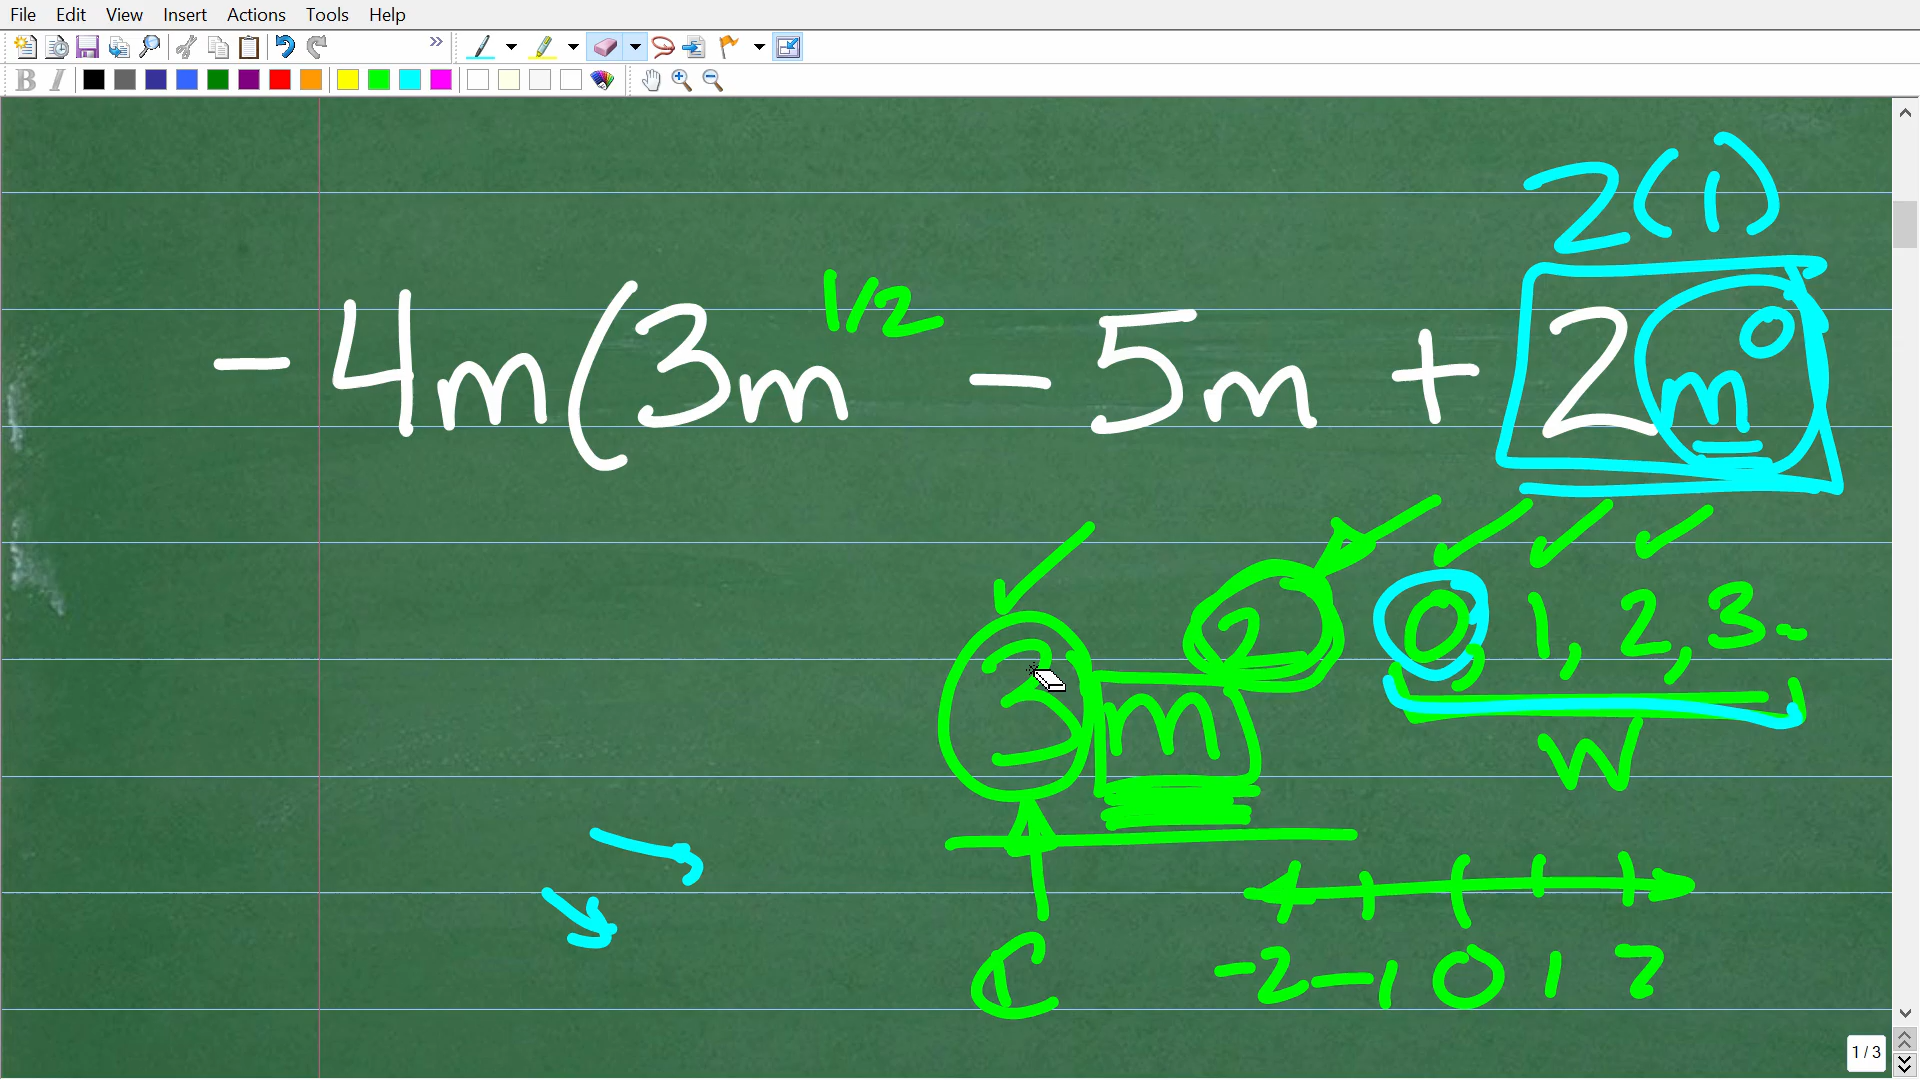 File Edit View Insert Actions Tools Help
B I
2(1)
-4m(3m^1/2 - 5m + 2m^0
3m^2 0, 1, 2, 3...
W
C
-2 -1 0 1 2
1 / 3